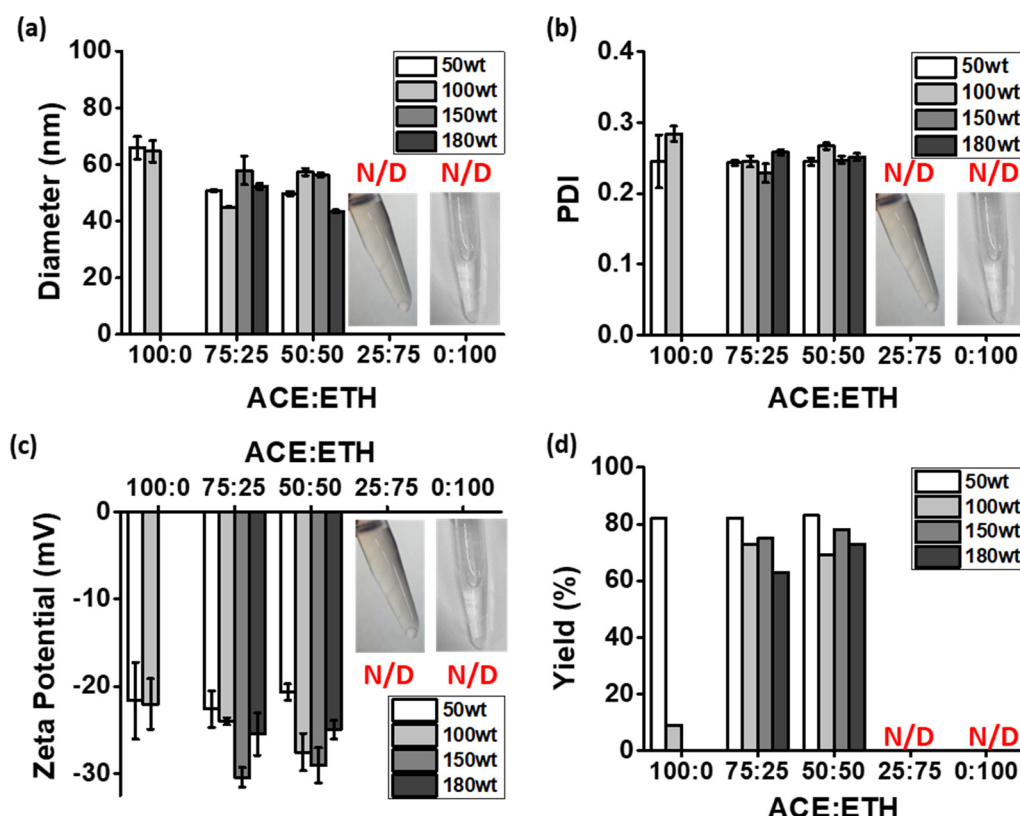 (a)
100
80
60
40
20
0
Diameter (nm)
50wt
100wt
150wt
180wt
N/D N/D
100:0 75:25 50:50 25:75 0:100
ACE:ETH
(b)
0.4
0.3
0.2
0.1
0.0
PDI
50wt
100wt
150wt
180wt
N/D N/D
100:0 75:25 50:50 25:75 0:100
ACE:ETH
(c)
ACE:ETH
100:0 75:25 50:50 25:75 0:100
0
-10
-20
-30
Zeta Potential (mV)
N/D N/D
50wt
100wt
150wt
180wt
(d)
100
80
60
40
20
0
Yield (%)
50wt
100wt
150wt
180wt
N/D N/D
100:0 75:25 50:50 25:75 0:100
ACE:ETH